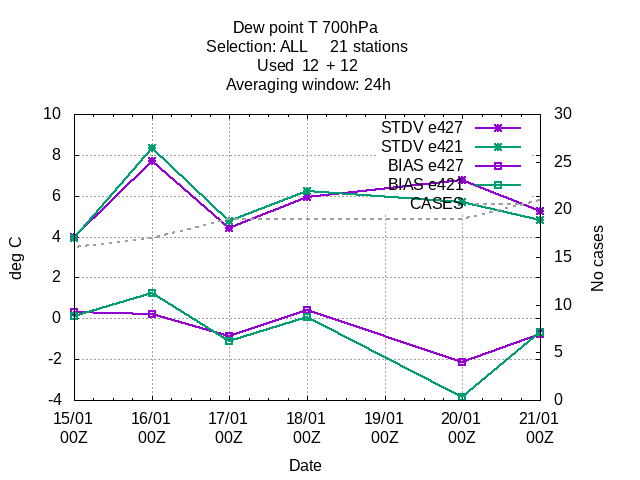 Dew point T 700hPa
Selection: ALL     21 stations
Used  12  + 12
Averaging window: 24h
10
8
6
4
2
0
-2
-4
30
25
20
15
10
5
0
STDV e427
STDV e421
BIAS e427
BIAS e421
CASES
deg C
No cases
15/01 16/01 17/01 18/01 19/01 20/01 21/01
00Z 00Z 00Z 00Z 00Z 00Z 00Z
Date